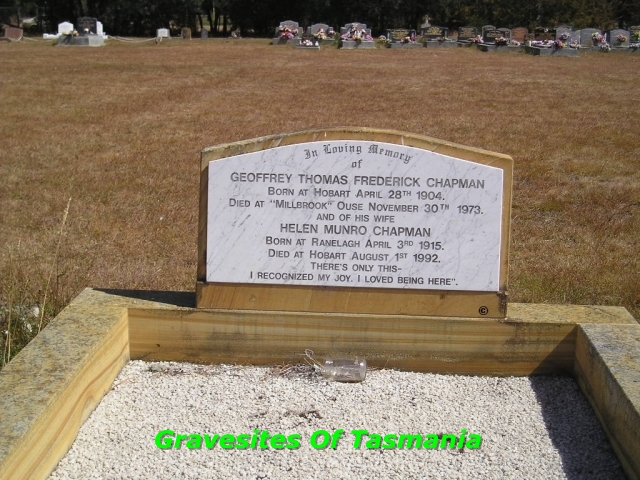 In Loving Memory
of
GEOFFREY THOMAS FREDERICK CHAPMAN
BORN AT HOBART APRIL 28TH 1904.
DIED AT "MILLBROOK" OUSE NOVEMBER 30TH 1973.
AND OF HIS WIFE
HELEN MUNRO CHAPMAN
BORN AT RANELAGH APRIL 3RD 1915.
DIED AT HOBART AUGUST 1ST 1992.
THERE'S ONLY THIS-
I RECOGNIZED MY JOY. I LOVED BEING HERE".
©
Gravesites Of Tasmania